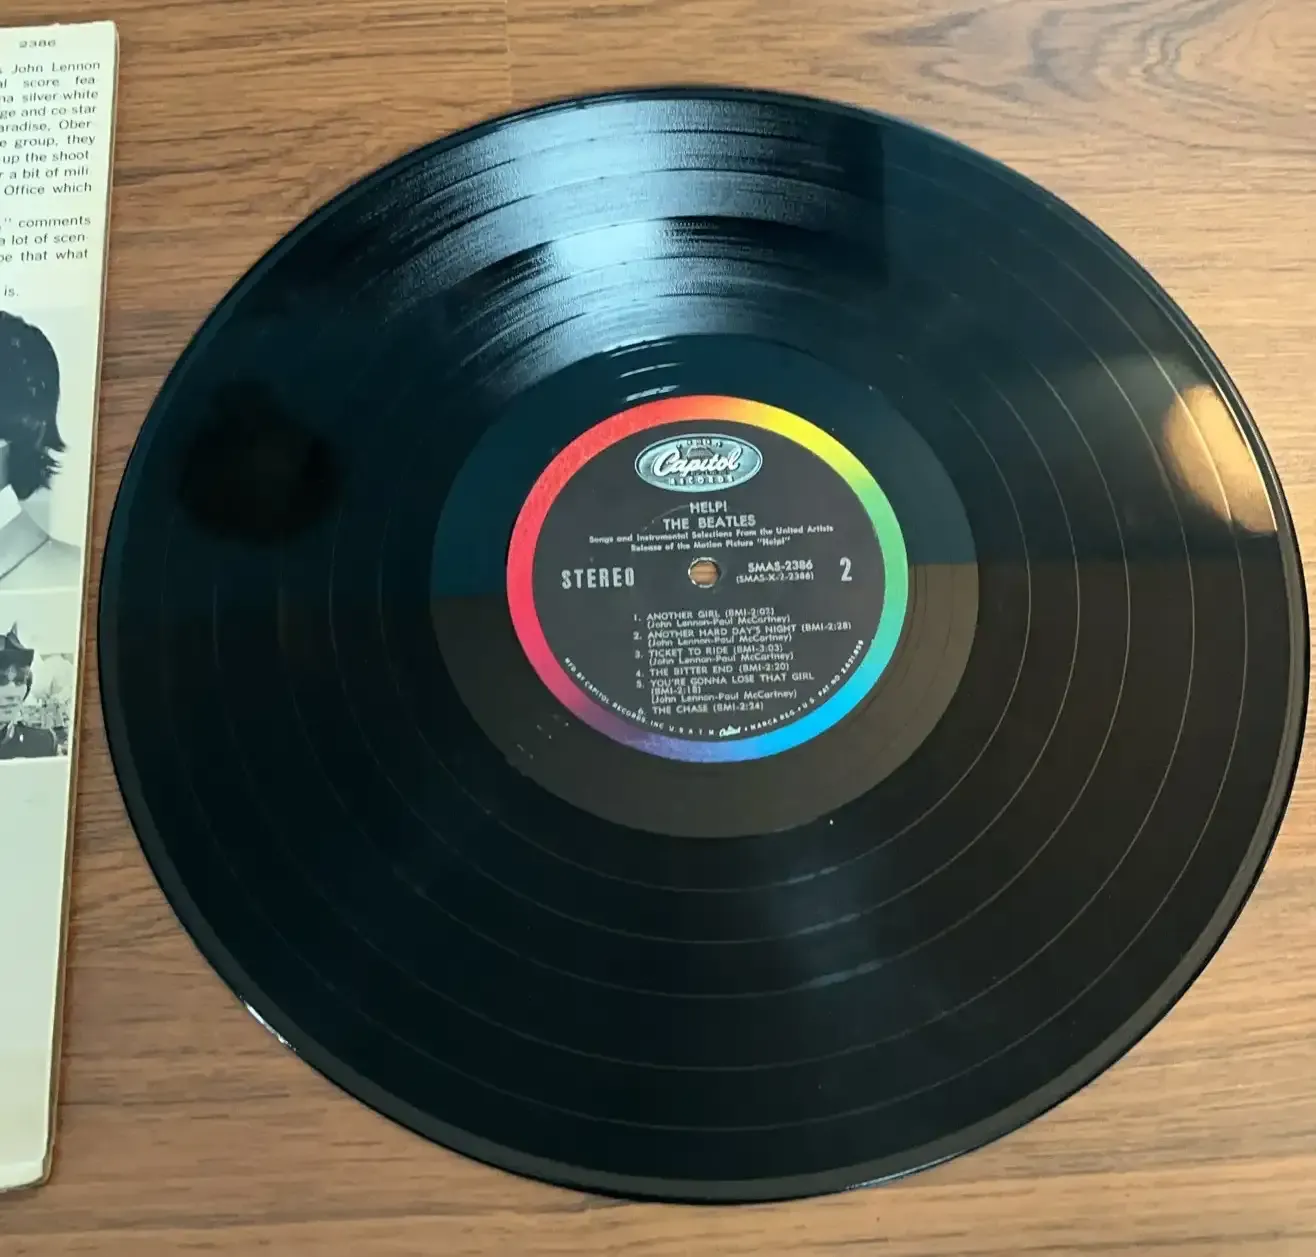 2386
John Lennon
score fea-
silver-white
and co star
Ober-
group, they
up the shoot
a bit of mili
Office which
" comments
a lot of scen-
that what
is.
Capitol
RECORDS
HELP!
THE BEATLES
Songs and Instrumental Selections From the United Artists
Release of the Motion Picture "Help!"
STEREO
SMAS-2386
(SMAS-X-2-2386)
2
1. ANOTHER GIRL (BMI-2:02)
(John Lennon-Paul McCartney)
2. ANOTHER HARD DAY'S NIGHT (BMI-2:28)
(John Lennon-Paul McCartney)
3. TICKET TO RIDE (BMI-3:03)
(John Lennon-Paul McCartney)
4. THE BITTER END (BMI-2:20)
5. YOU'RE GONNA LOSE THAT GIRL
(BMI-2:18)
(John Lennon-Paul McCartney)
6. THE CHASE (BMI-2:24)
MFD. BY CAPITOL RECORDS, INC. U.S.A. T.M. Capitol • MARCA REG. • U.S. PAT. NO.